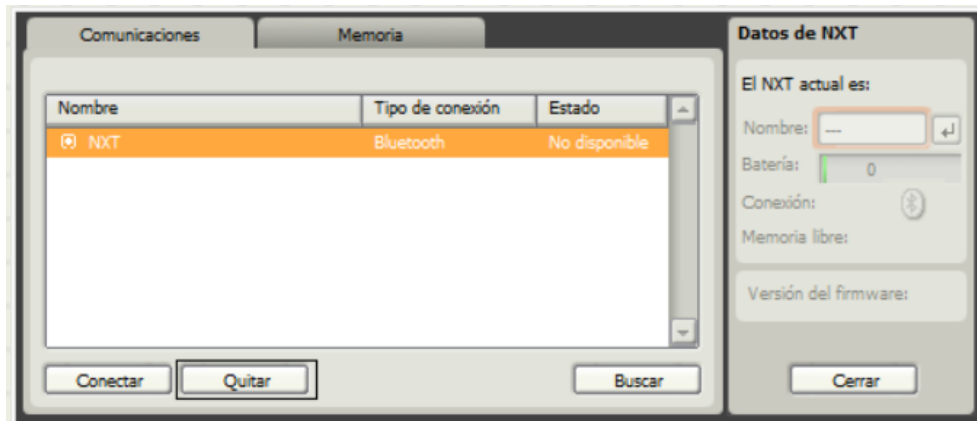 Comunicaciones
Memoria
Nombre Tipo de conexión Estado
NXT Bluetooth No disponible
Conectar
Quitar
Buscar
Datos de NXT
El NXT actual es:
Nombre: ---
Batería: 0
Conexión:
Memoria libre:
Versión del firmware:
Cerrar